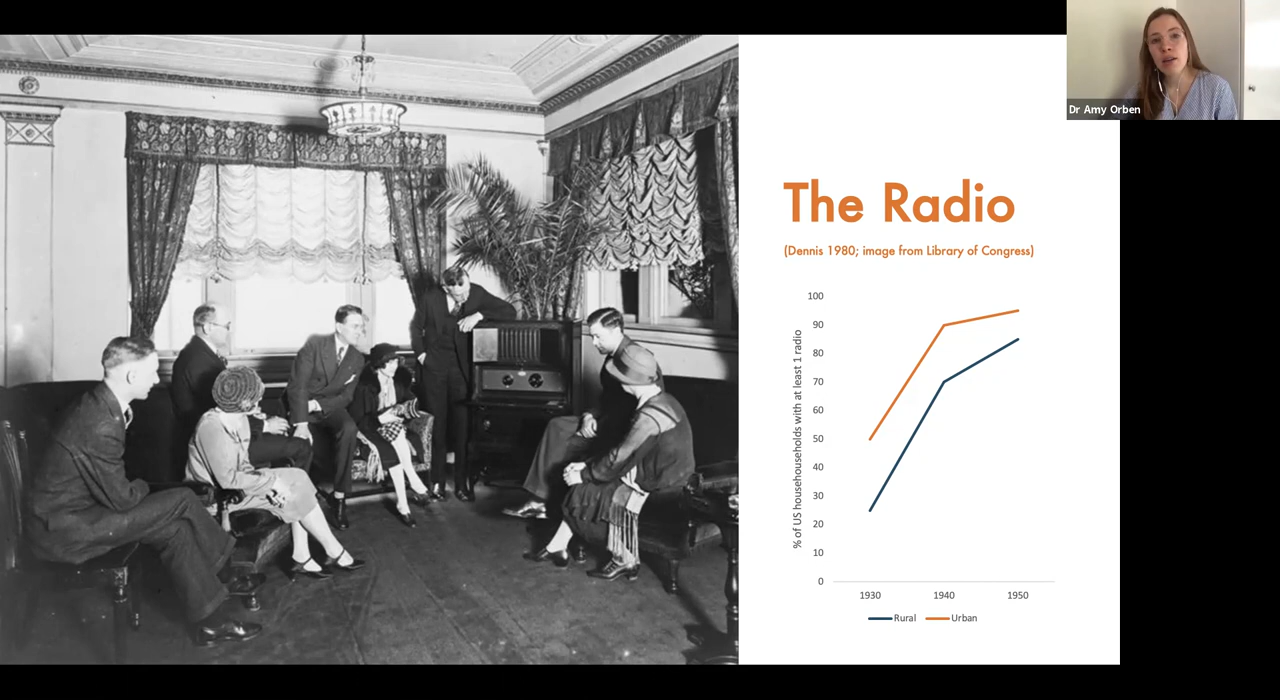 Dr Amy Orben
The Radio
(Dennis 1980; image from Library of Congress)
% of US househouseholds with at least 1 radio
100
90
80
70
60
50
40
30
20
10
0
1930 1940 1950
Rural Urban